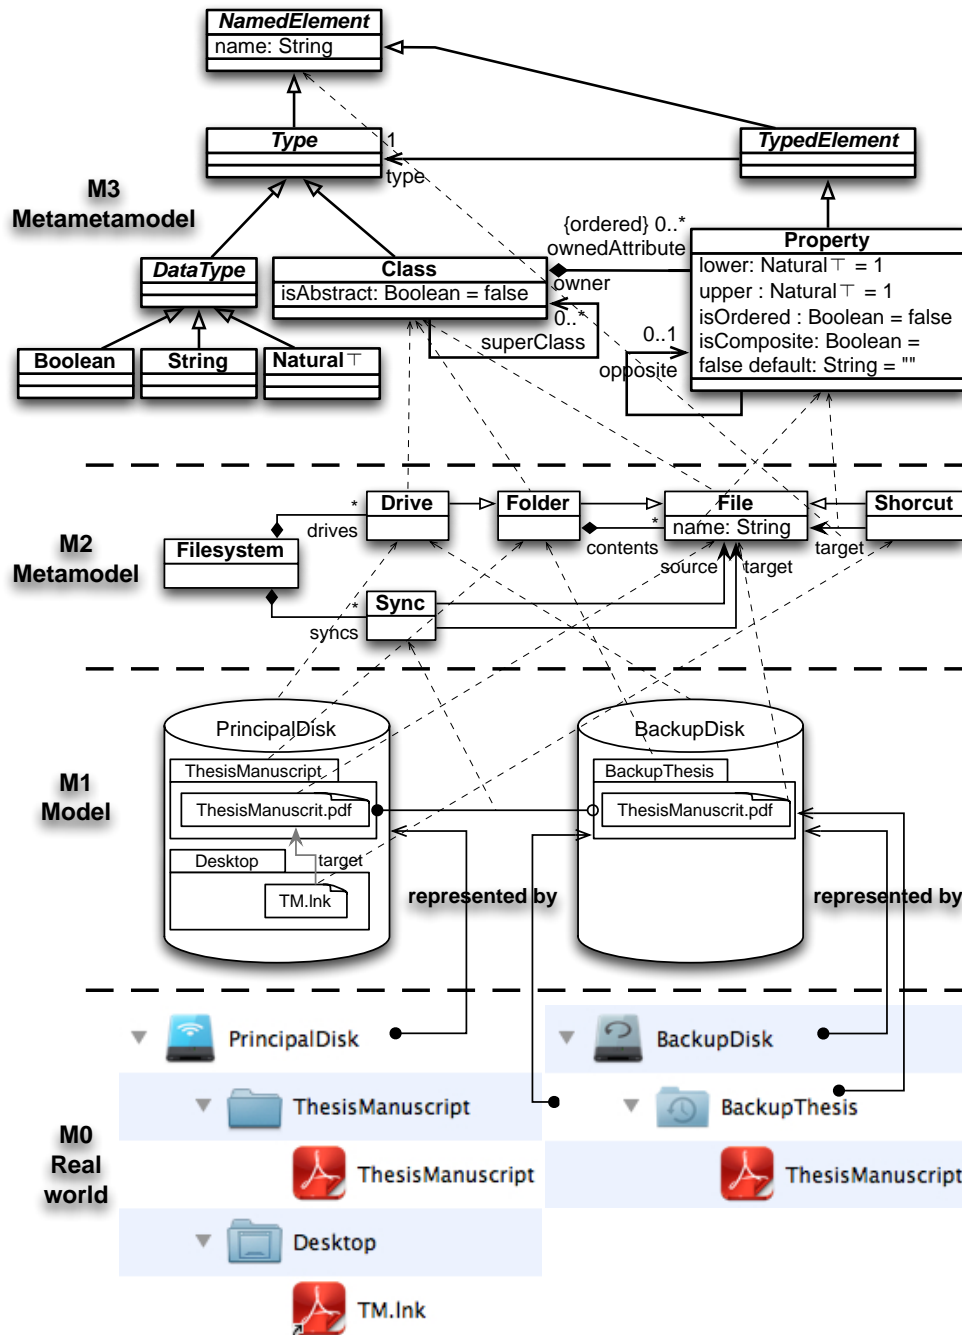 NamedElement
name: String
Type
1
type
TypedElement
M3
Metametamodel
{ordered} 0..*
ownedAttribute
owner
Property
lower: Natural⊤ = 1
upper : Natural⊤ = 1
isOrdered : Boolean = false
isComposite: Boolean =
false default: String = ""
DataType
Class
isAbstract: Boolean = false
0..*
superClass
0..1
opposite
Boolean
String
Natural⊤
M2
Metamodel
Filesystem
*
drives
Drive
Folder
*
contents
File
name: String
Shorcut
target
source
target
*
syncs
Sync
M1
Model
PrincipalDisk
ThesisManuscript
ThesisManuscrit.pdf
Desktop
target
TM.lnk
represented by
BackupDisk
BackupThesis
ThesisManuscrit.pdf
represented by
M0
Real
world
PrincipalDisk
ThesisManuscript
ThesisManuscript
Desktop
TM.lnk
BackupDisk
BackupThesis
ThesisManuscript